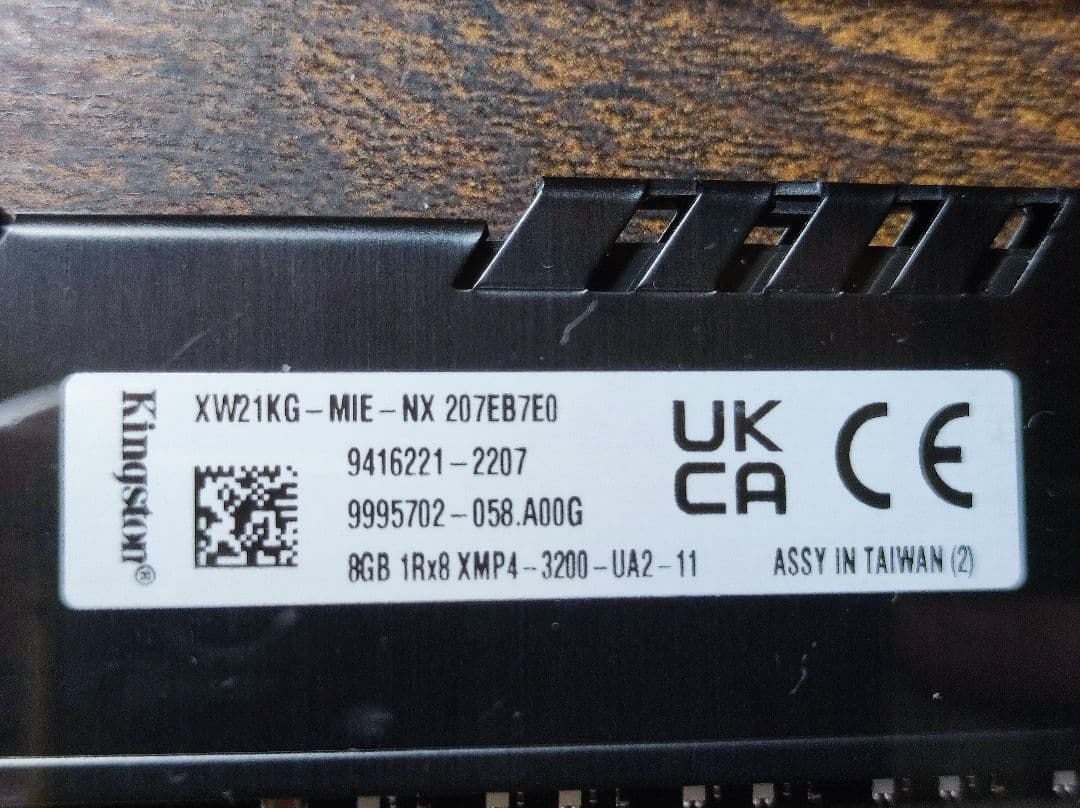 Kingston®
XW21KG-MIE-NX 207EB7E0
9416221-2207
9995702-058.A00G
8GB 1Rx8 XMP4-3200-UA2-11
UK
CA
CE
ASSY IN TAIWAN (2)